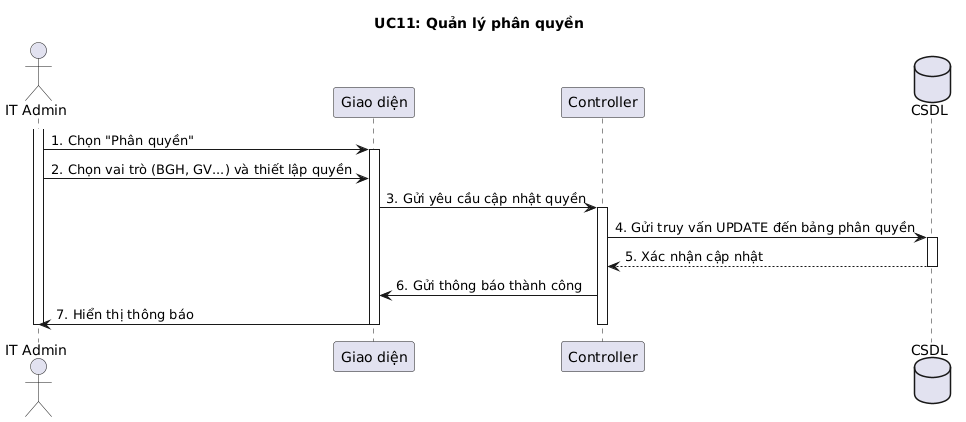 UC11: Quản lý phân quyền
IT Admin
Giao diện
Controller
CSDL
1. Chọn "Phân quyền"
2. Chọn vai trò (BGH, GV...) và thiết lập quyền
3. Gửi yêu cầu cập nhật quyền
4. Gửi truy vấn UPDATE đến bảng phân quyền
5. Xác nhận cập nhật
6. Gửi thông báo thành công
7. Hiển thị thông báo
IT Admin
Giao diện
Controller
CSDL